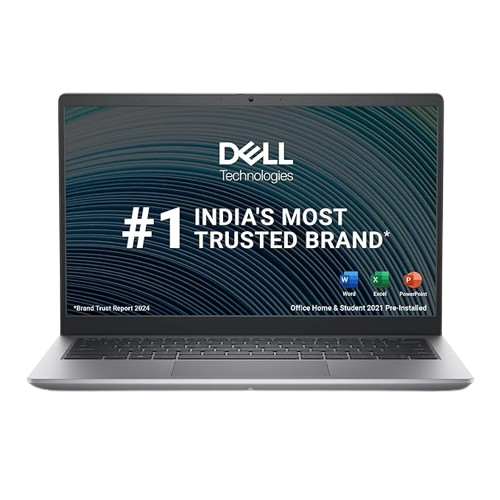 DELL
Technologies
#1 INDIA'S MOST
TRUSTED BRAND*
Word Excel PowerPoint
*Brand Trust Report 2024
Office Home & Student 2021 Pre-Installed